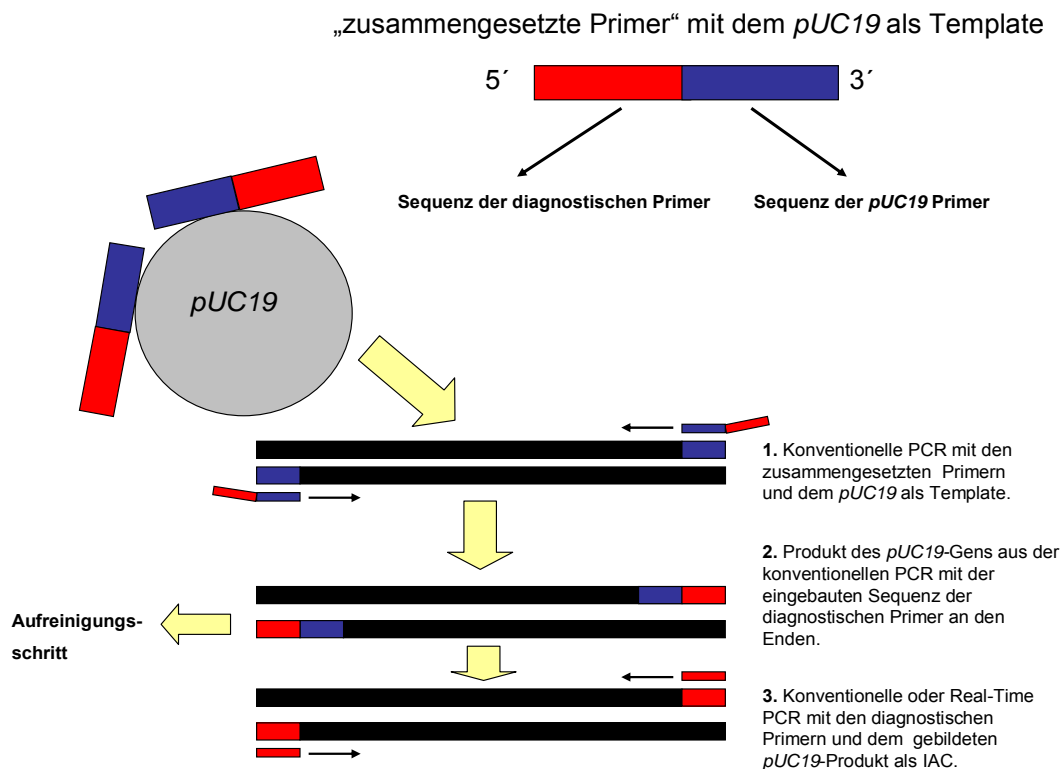 „zusammengesetzte Primer“ mit dem pUC19 als Template
5´ 3´
Sequenz der diagnostischen Primer
Sequenz der pUC19 Primer
pUC19
1. Konventionelle PCR mit den
zusammengesetzten Primern
und dem pUC19 als Template.
2. Produkt des pUC19-Gens aus der
konventionellen PCR mit der
eingebauten Sequenz der
diagnostischen Primer an den
Enden.
Aufreinigungs-
schritt
3. Konventionelle oder Real-Time
PCR mit den diagnostischen
Primern und dem gebildeten
pUC19-Produkt als IAC.